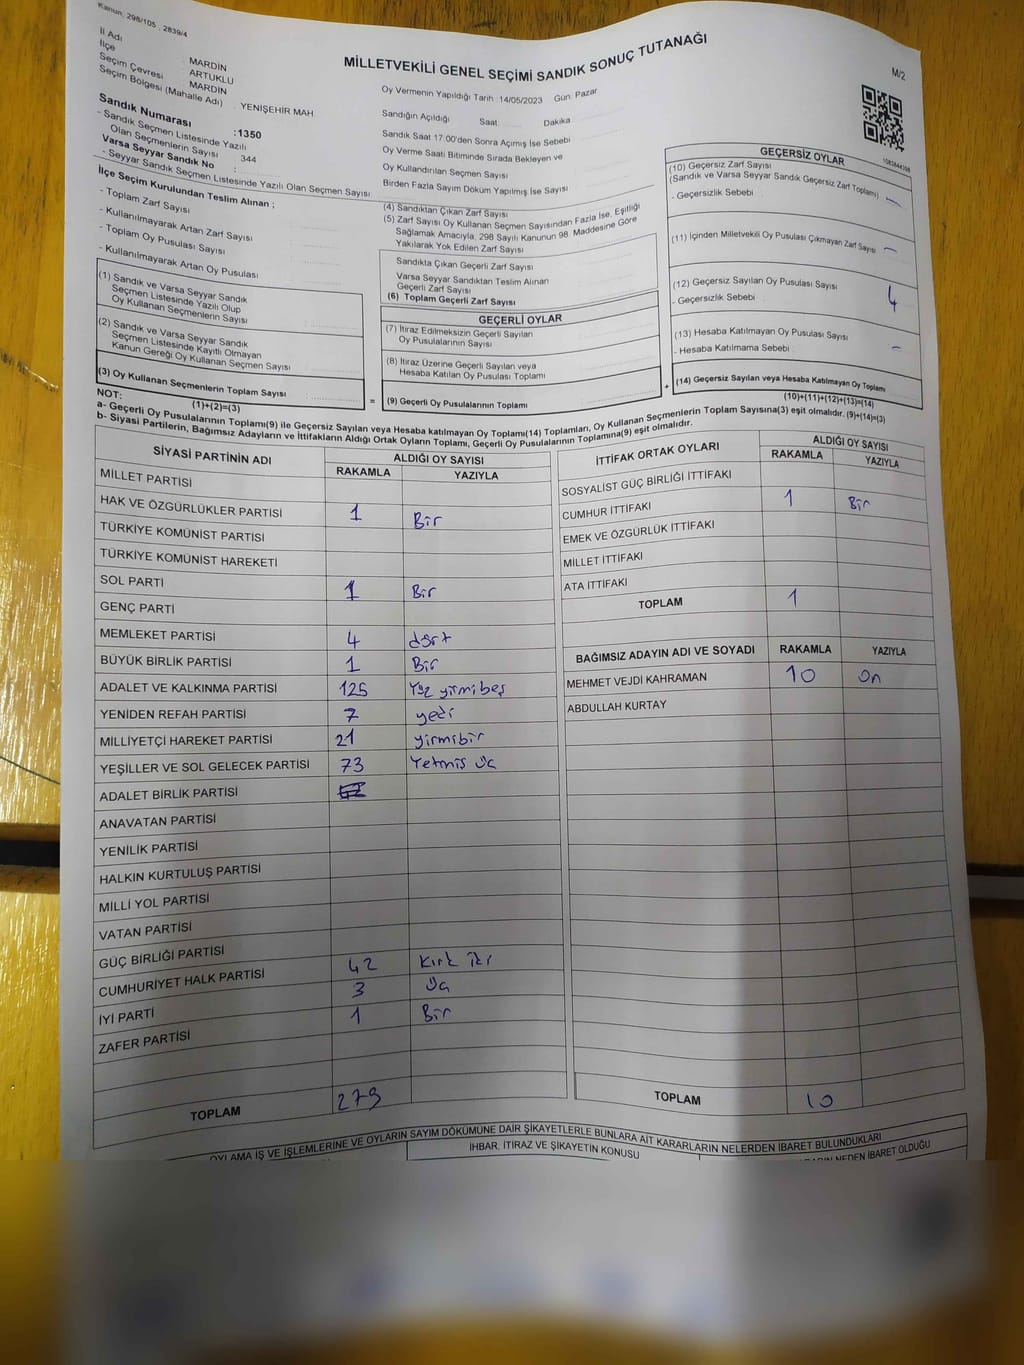 Kanun. 298/105 . 2839/4
MİLLETVEKİLİ GENEL SEÇİMİ SANDIK SONUÇ TUTANAĞI
M/2
İl Adı MARDİN
İlçe ARTUKLU
Seçim Çevresi MARDİN
Seçim Bölgesi (Mahalle Adı) YENİŞEHİR MAH
Sandık Numarası :1350
- Sandık Seçmen Listesinde Yazılı
Olan Seçmenlerin Sayısı : 344
Varsa Seyyar Sandık No :
- Seyyar Sandık Seçmen Listesinde Yazılı Olan Seçmen Sayısı
Oy Vermenin Yapıldığı Tarih 14/05/2023 Gün: Pazar
Sandığın Açıldığı Saat Dakika
Sandık Saat 17:00'den Sonra Açımış İse Sebebi
Oy Verme Saati Bitiminde Sırada Bekleyen ve
Oy Kullandırılan Seçmen Sayısı
Birden Fazla Sayım Döküm Yapılmış İse Sayısı
İlçe Seçim Kurulundan Teslim Alınan ;
- Toplam Zarf Sayısı
- Kullanılmayarak Artan Zarf Sayısı
- Toplam Oy Pusulası Sayısı
- Kullanılmayarak Artan Oy Pusulası
(1) Sandık ve Varsa Seyyar Sandık
Seçmen Listesinde Yazılı Olup
Oy Kullanan Seçmenlerin Sayısı
(2) Sandık ve Varsa Seyyar Sandık
Seçmen Listesinde Kayıtlı Olmayan
Kanun Gereği Oy Kullanan Seçmen Sayısı
(3) Oy Kullanan Seçmenlerin Toplam Sayısı
(1)+(2)=(3)
(4) Sandıktan Çıkan Zarf Sayısı
(5) Zarf Sayısı Oy Kullanan Seçmen Sayısından Fazla İse, Eşitliği
Sağlamak Amacıyla, 298 Sayılı Kanunun 98. Maddesine Göre
Yakılarak Yok Edilen Zarf Sayısı
Sandıkta Çıkan Geçerli Zarf Sayısı
Varsa Seyyar Sandıktan Teslim Alınan
Geçerli Zarf Sayısı
(6) Toplam Geçerli Zarf Sayısı
GEÇERLİ OYLAR
(7) İtiraz Edilmeksizin Geçerli Sayılan
Oy Pusulalarının Sayısı
(8) İtiraz Üzerine Geçerli Sayılan veya
Hesaba Katılan Oy Pusulası Toplamı
= (9) Geçerli Oy Pusulalarının Toplamı +
GEÇERSİZ OYLAR
(10) Geçersiz Zarf Sayısı
(Sandık ve Varsa Seyyar Sandık Geçersiz Zarf Toplamı) —
- Geçersizlik Sebebi :
(11) İçinden Milletvekili Oy Pusulası Çıkmayan Zarf Sayısı —
(12) Geçersiz Sayılan Oy Pusulası Sayısı 4
- Geçersizlik Sebebi :
(13) Hesaba Katılmayan Oy Pusulası Sayısı —
- Hesaba Katılmama Sebebi :
(14) Geçersiz Sayılan veya Hesaba Katılmayan Oy Toplamı
(10)+(11)+(12)+(13)=(14)
NOT:
a- Geçerli Oy Pusulalarının Toplamı(9) ile Geçersiz Sayılan veya Hesaba katılmayan Oy Toplamı(14) Toplamları, Oy Kullanan Seçmenlerin Toplam Sayısına(3) eşit olmalıdır. (9)+(14)=(3)
b- Siyasi Partilerin, Bağımsız Adayların ve İttifakların Aldığı Ortak Oyların Toplamı, Geçerli Oy Pusulalarının Toplamına(9) eşit olmalıdır.
SİYASİ PARTİNİN ADI ALDIĞI OY SAYISI
RAKAMLA YAZIYLA
MİLLET PARTİSİ
HAK VE ÖZGÜRLÜKLER PARTİSİ 1 Bir
TÜRKİYE KOMÜNİST PARTİSİ
TÜRKİYE KOMÜNİST HAREKETİ
SOL PARTİ 1 Bir
GENÇ PARTİ
MEMLEKET PARTİSİ 4 dört
BÜYÜK BİRLİK PARTİSİ 1 Bir
ADALET VE KALKINMA PARTİSİ 125 Yüz yirmibeş
YENİDEN REFAH PARTİSİ 7 yedi
MİLLİYETÇİ HAREKET PARTİSİ 21 yirmibir
YEŞİLLER VE SOL GELECEK PARTİSİ 73 Yetmiş üç
ADALET BİRLİK PARTİSİ
ANAVATAN PARTİSİ
YENİLİK PARTİSİ
HALKIN KURTULUŞ PARTİSİ
MİLLİ YOL PARTİSİ
VATAN PARTİSİ
GÜÇ BİRLİĞİ PARTİSİ
CUMHURİYET HALK PARTİSİ 42 Kırk iki
İYİ PARTİ 3 üç
ZAFER PARTİSİ 1 Bir
TOPLAM 279
İTTİFAK ORTAK OYLARI ALDIĞI OY SAYISI
RAKAMLA YAZIYLA
SOSYALİST GÜÇ BİRLİĞİ İTTİFAKI
CUMHUR İTTİFAKI 1 Bir
EMEK VE ÖZGÜRLÜK İTTİFAKI
MİLLET İTTİFAKI
ATA İTTİFAKI
TOPLAM 1
BAĞIMSIZ ADAYIN ADI VE SOYADI RAKAMLA YAZIYLA
MEHMET VEJDİ KAHRAMAN 10 On
ABDULLAH KURTAY
TOPLAM 10
OYLAMA İŞ VE İŞLEMLERİNE VE OYLARIN SAYIM DÖKÜMÜNE DAİR ŞİKAYETLERLE BUNLARA AİT KARARLARIN NELERDEN İBARET BULUNDUKLARI
İHBAR, İTİRAZ VE ŞİKAYETİN KONUSU
NEDEN İBARET OLDUĞU